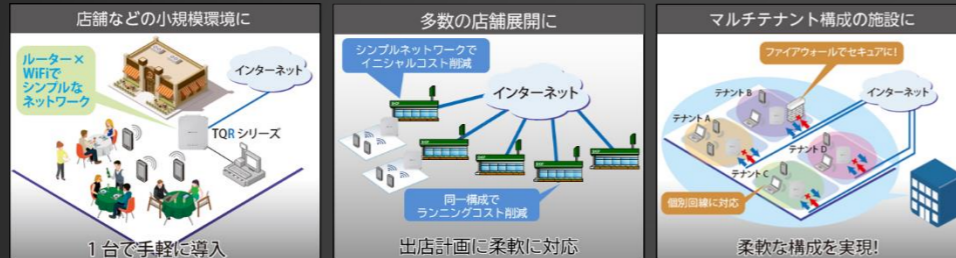 店舗などの小規模環境に
ルーター×
WiFiで
シンプルな
ネットワーク
インターネット
TQRシリーズ
1台で手軽に導入
多数の店舗展開に
シンプルネットワークで
イニシャルコスト削減
インターネット
同一構成で
ランニングコスト削減
出店計画に柔軟に対応
マルチテナント構成の施設に
ファイアウォールでセキュアに!
インターネット
テナントB
テナントA
テナントD
テナントC
個別回線に対応
柔軟な構成を実現!